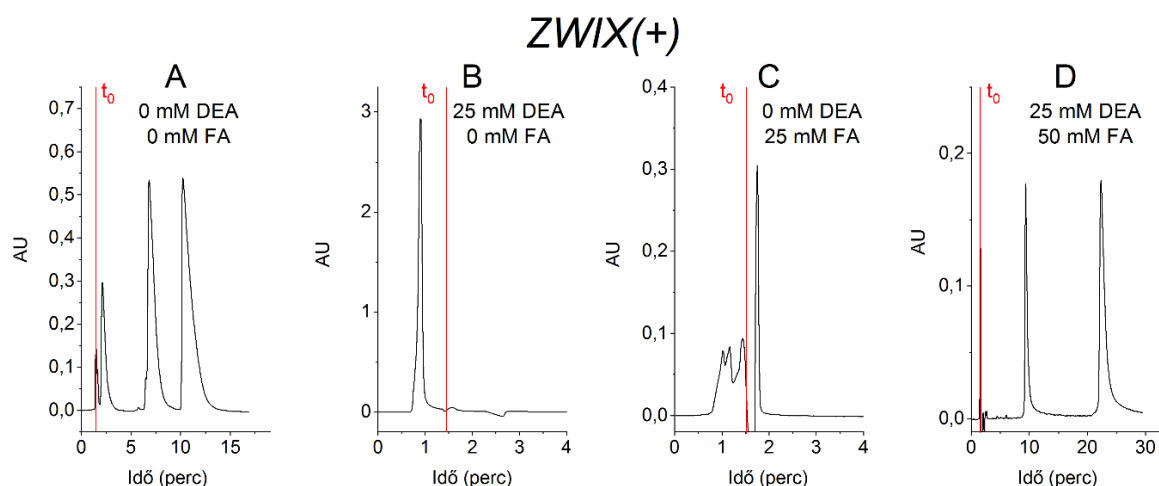 ZWIX(+)
A
t0
0 mM DEA
0 mM FA
0,7
0,6
0,5
0,4
0,3
0,2
0,1
0,0
AU
0 5 10 15
Idő (perc)
B
t0
25 mM DEA
0 mM FA
3
2
1
0
AU
0 1 2 3 4
Idő (perc)
C
t0
0 mM DEA
25 mM FA
0,4
0,3
0,2
0,1
0,0
AU
0 1 2 3 4
Idő (perc)
D
t0
25 mM DEA
50 mM FA
0,2
0,1
0,0
AU
0 10 20 30
Idő (perc)